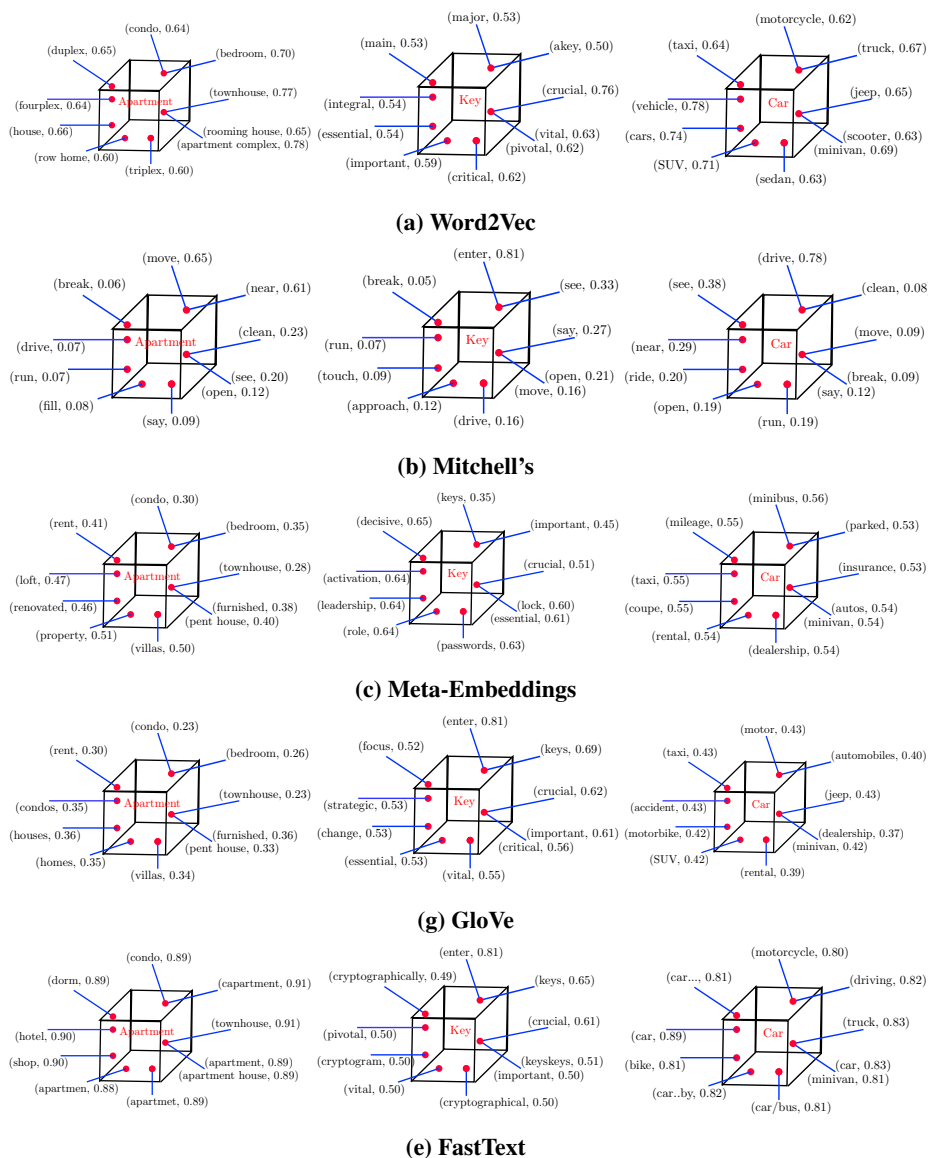 (condo, 0.64)
(duplex, 0.65)
(bedroom, 0.70)
(townhouse, 0.77)
Apartment
(fourplex, 0.64)
(house, 0.66)
(rooming house, 0.65)
(apartment complex, 0.78)
(row home, 0.60)
(triplex, 0.60)
(major, 0.53)
(main, 0.53)
(akey, 0.50)
(crucial, 0.76)
Key
(integral, 0.54)
(essential, 0.54)
(vital, 0.63)
(pivotal, 0.62)
(important, 0.59)
(critical, 0.62)
(motorcycle, 0.62)
(taxi, 0.64)
(truck, 0.67)
(jeep, 0.65)
Car
(vehicle, 0.78)
(cars, 0.74)
(scooter, 0.63)
(minivan, 0.69)
(SUV, 0.71)
(sedan, 0.63)
(a) Word2Vec
(move, 0.65)
(break, 0.06)
(near, 0.61)
(clean, 0.23)
Apartment
(drive, 0.07)
(run, 0.07)
(see, 0.20)
(open, 0.12)
(fill, 0.08)
(say, 0.09)
(enter, 0.81)
(break, 0.05)
(see, 0.33)
(say, 0.27)
Key
(run, 0.07)
(touch, 0.09)
(open, 0.21)
(move, 0.16)
(approach, 0.12)
(drive, 0.16)
(drive, 0.78)
(see, 0.38)
(clean, 0.08
(move, 0.09)
Car
(near, 0.29)
(ride, 0.20)
(break, 0.09)
(say, 0.12)
(open, 0.19)
(run, 0.19)
(b) Mitchell's
(condo, 0.30)
(rent, 0.41)
(bedroom, 0.35)
(townhouse, 0.28)
Apartment
(loft, 0.47)
(renovated, 0.46)
(furnished, 0.38)
(pent house, 0.40)
(property, 0.51)
(villas, 0.50)
(keys, 0.35)
(decisive, 0.65)
(important, 0.45)
(crucial, 0.51)
Key
(activation, 0.64)
(leadership, 0.64)
(lock, 0.60)
(essential, 0.61)
(role, 0.64)
(passwords, 0.63)
(minibus, 0.56)
(mileage, 0.55)
(parked, 0.53)
(insurance, 0.53)
Car
(taxi, 0.55)
(coupe, 0.55)
(autos, 0.54)
(minivan, 0.54)
(rental, 0.54)
(dealership, 0.54)
(c) Meta-Embeddings
(condo, 0.23)
(rent, 0.30)
(bedroom, 0.26)
(townhouse, 0.23)
Apartment
(condos, 0.35)
(houses, 0.36)
(furnished, 0.36)
(pent house, 0.33)
(homes, 0.35)
(villas, 0.34)
(enter, 0.81)
(focus, 0.52)
(keys, 0.69)
(crucial, 0.62)
Key
(strategic, 0.53)
(change, 0.53)
(important, 0.61)
(critical, 0.56)
(essential, 0.53)
(vital, 0.55)
(motor, 0.43)
(taxi, 0.43)
(automobiles, 0.40)
(jeep, 0.43)
Car
(accident, 0.43)
(motorbike, 0.42)
(dealership, 0.37)
(minivan, 0.42)
(SUV, 0.42)
(rental, 0.39)
(g) GloVe
(condo, 0.89)
(dorm, 0.89)
(capartment, 0.91)
(townhouse, 0.91)
Apartment
(hotel, 0.90)
(shop, 0.90)
(apartment, 0.89)
(apartment house, 0.89)
(apartmen, 0.88)
(apartmet, 0.89)
(enter, 0.81)
(cryptographically, 0.49)
(keys, 0.65)
(crucial, 0.61)
Key
(pivotal, 0.50)
(cryptogram, 0.50)
(keyskeys, 0.51)
(important, 0.50)
(vital, 0.50)
(cryptographical, 0.50)
(motorcycle, 0.80)
(car..., 0.81)
(driving, 0.82)
(truck, 0.83)
Car
(car, 0.89)
(bike, 0.81)
(car, 0.83)
(minivan, 0.81)
(car..by, 0.82)
(car/bus, 0.81)
(e) FastText